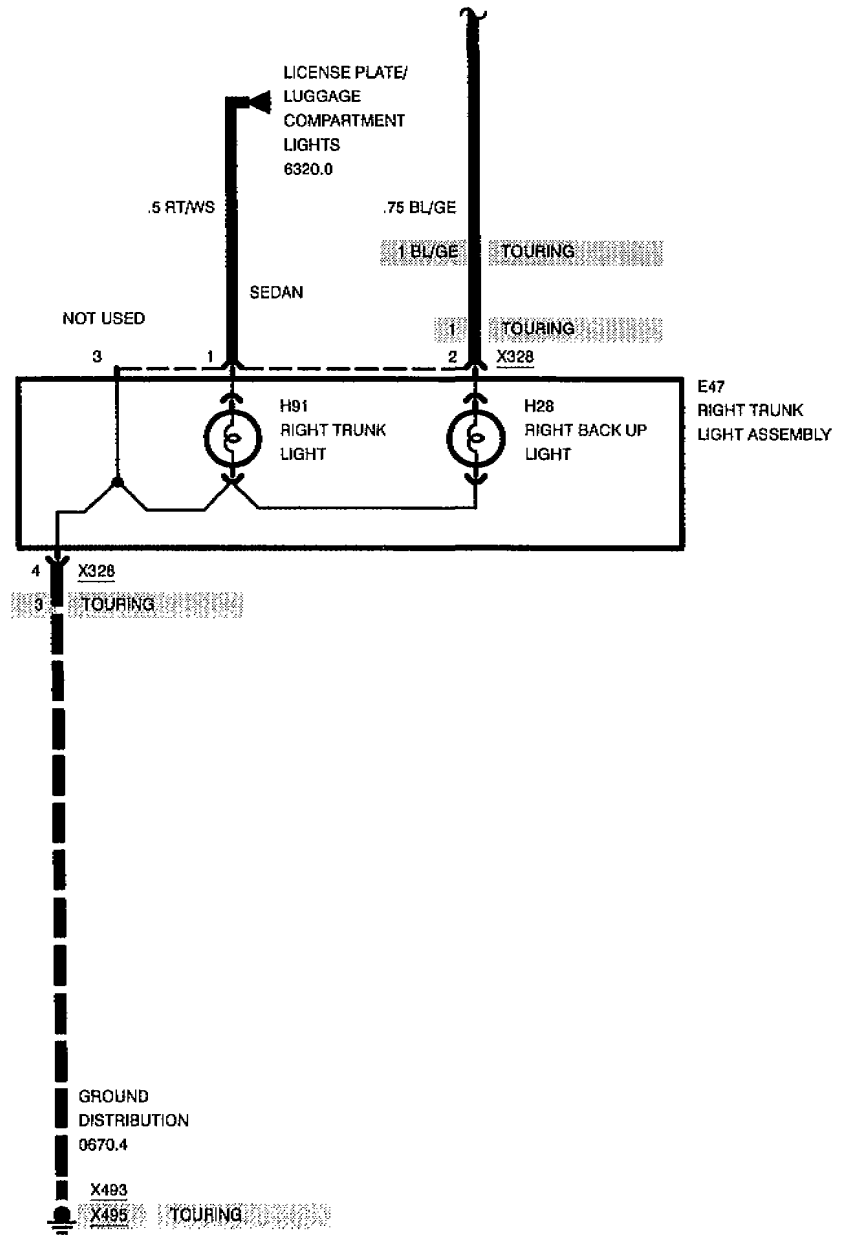 LICENSE PLATE/
LUGGAGE
COMPARTMENT
LIGHTS
6320.0
.5 RT/WS
.75 BL/GE
1 BL/GE TOURING
SEDAN
NOT USED
1 TOURING
3 1 2 X328
E47
RIGHT TRUNK
LIGHT ASSEMBLY
H91
RIGHT TRUNK
LIGHT
H28
RIGHT BACK UP
LIGHT
4 X328
3 TOURING
GROUND
DISTRIBUTION
0670.4
X493
X495 TOURING